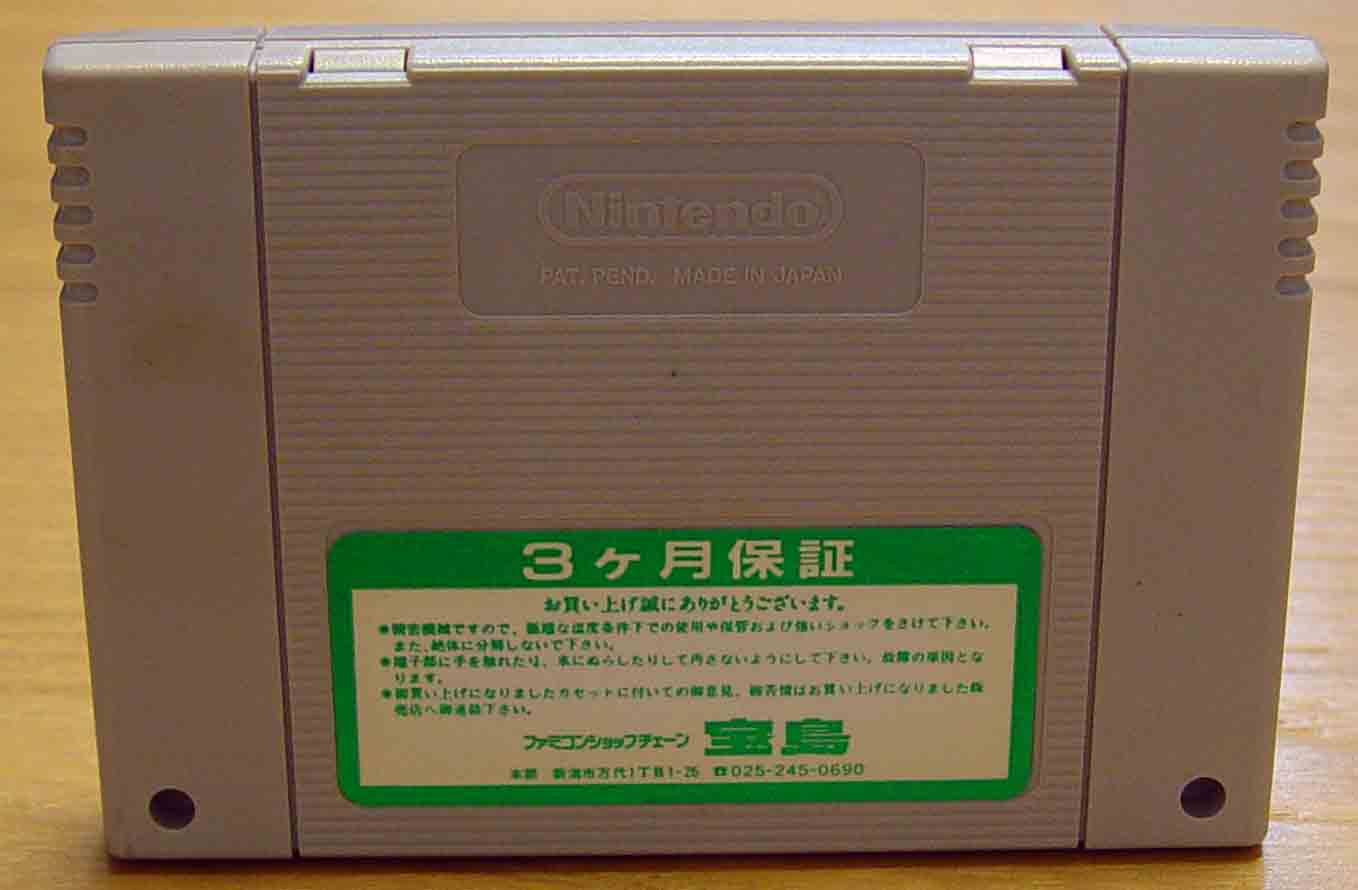 Nintendo
PAT. PEND. MADE IN JAPAN
3ヶ月保証
お買い上げ誠にありがとうございます。
●精密機械ですので、極端な温度条件下での使用や保管および強いショックをさけて下さい。
また、絶体に分解しないで下さい。
●端子部に手を触れたり、水にぬらしたりして汚さないようにして下さい。故障の原因とな
ります。
●御買い上げになりましたカセットに付いての御意見、御苦情はお買い上げになりました販
売店へ御連絡下さい。
ファミコンショップチェーン 宝島
本部 新潟市万代1丁目1-26 ☎025-245-0690